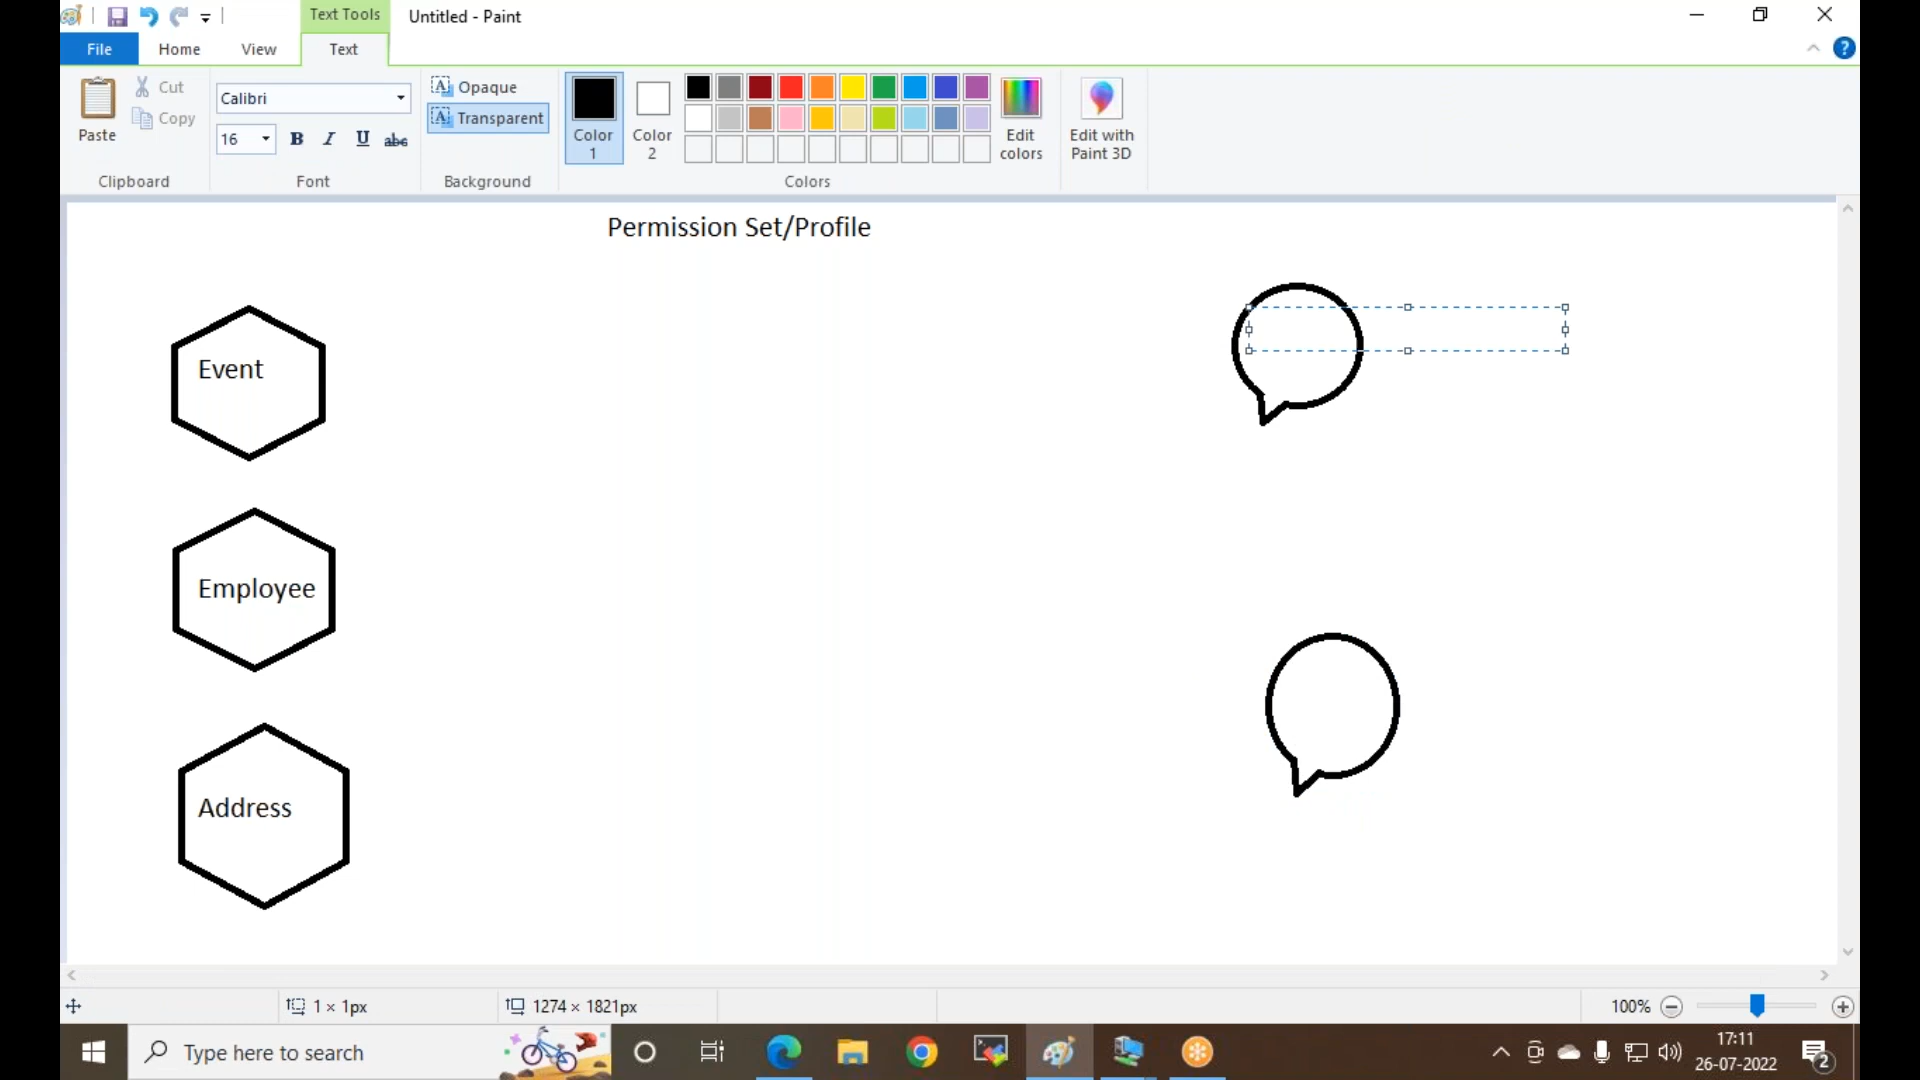 Text Tools
Untitled - Paint
File
Home
View
Text
Paste
Cut
Copy
Clipboard
Calibri
16
B I U abc
Font
Opaque
Transparent
Background
Color 1
Color 2
Edit colors
Colors
Edit with Paint 3D
Permission Set/Profile
Event
Employee
Address
1 × 1px
1274 × 1821px
100%
Type here to search
17:11
26-07-2022
2